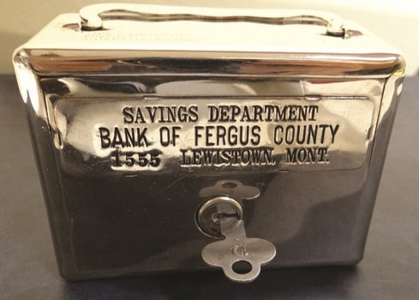 SAVINGS DEPARTMENT
BANK OF FERGUS COUNTY
1555 LEWISTOWN, MONT.